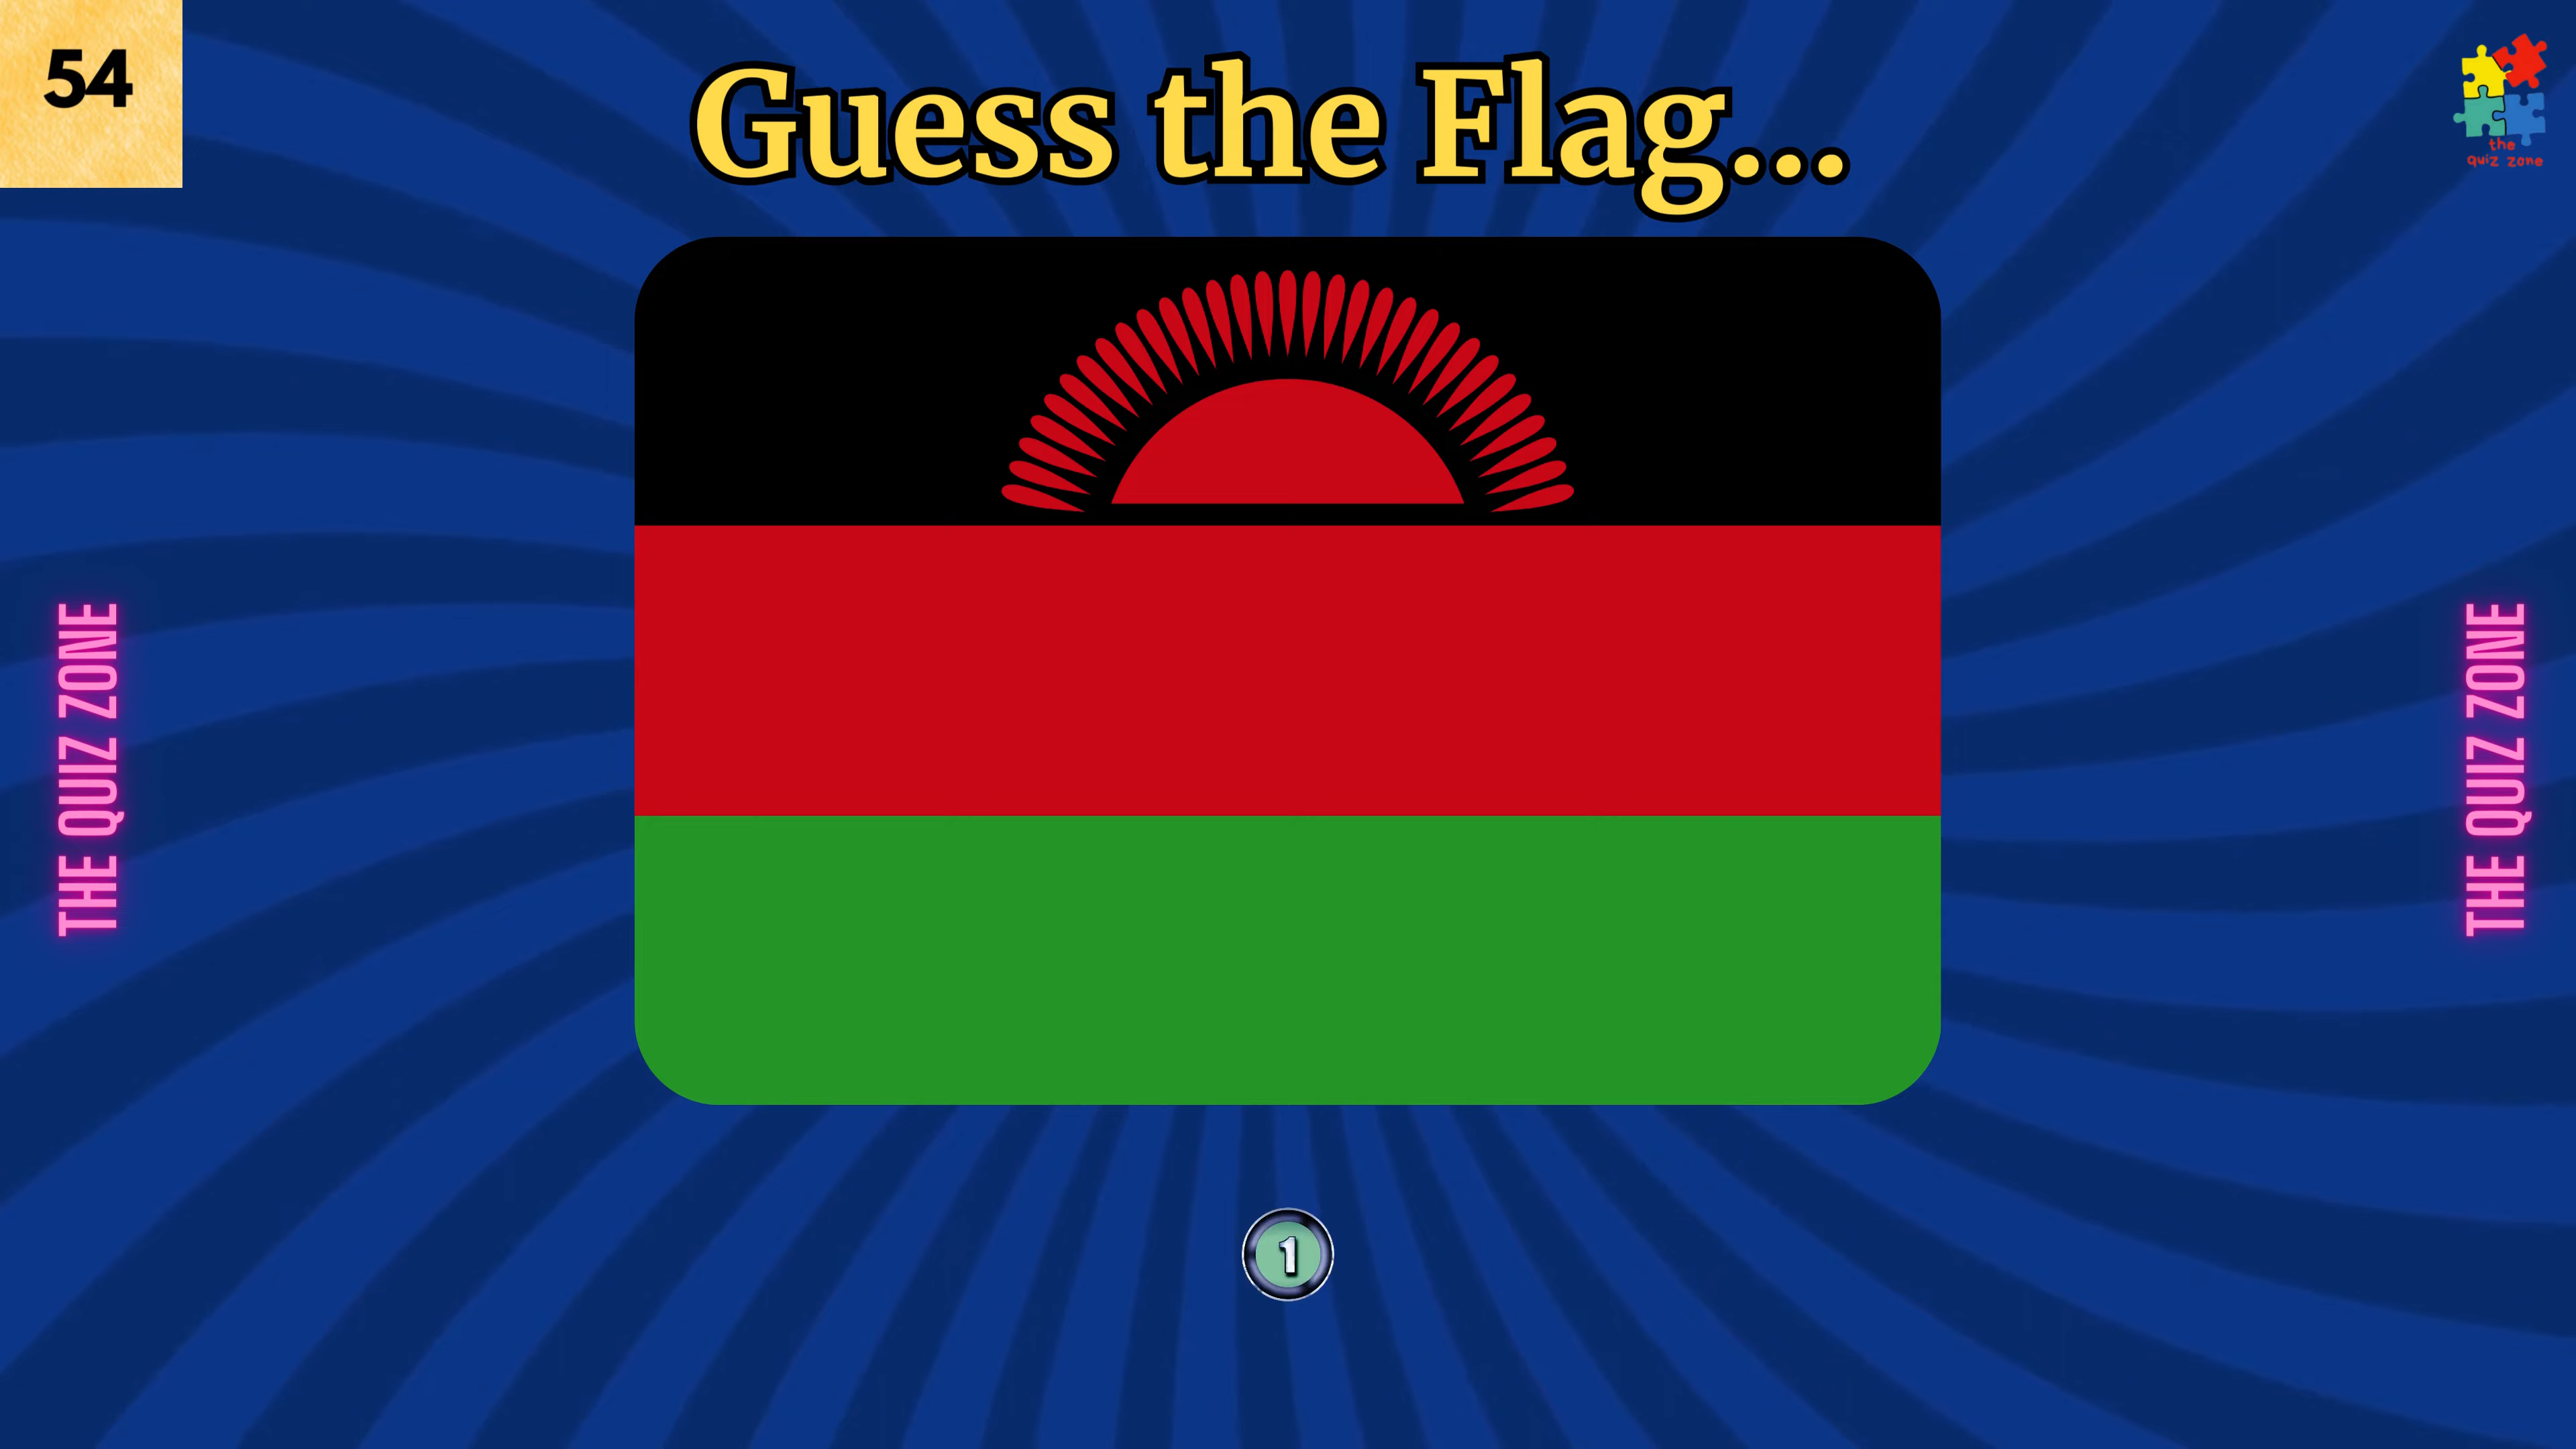 54
Guess the Flag...
the
quiz zone
THE QUIZ ZONE
THE QUIZ ZONE
1